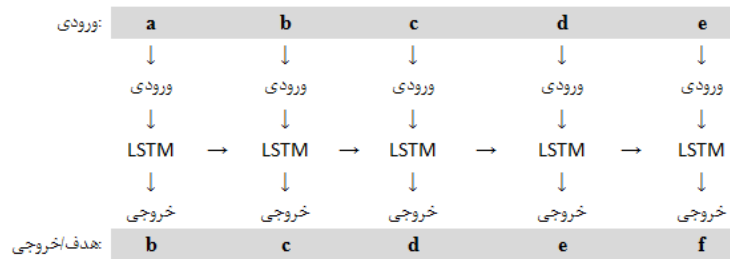 ورودی: a b c d e
↓ ↓ ↓ ↓ ↓
ورودی ورودی ورودی ورودی ورودی
↓ ↓ ↓ ↓ ↓
LSTM → LSTM → LSTM → LSTM → LSTM
↓ ↓ ↓ ↓ ↓
خروجی خروجی خروجی خروجی خروجی
هدف/خروجی: b c d e f